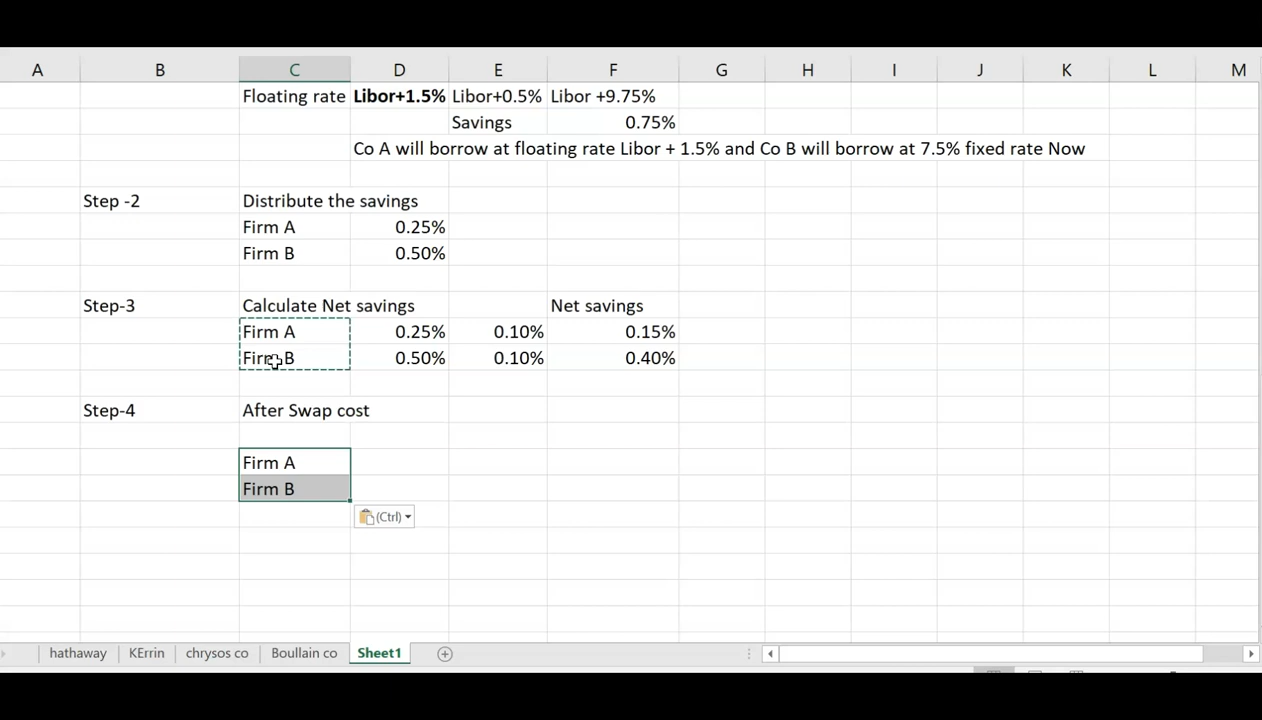 A B C D E F G H I J K L M
Floating rate Libor+1.5% Libor+0.5% Libor +9.75%
Savings 0.75%
Co A will borrow at floating rate Libor + 1.5% and Co B will borrow at 7.5% fixed rate Now
Step -2 Distribute the savings
Firm A 0.25%
Firm B 0.50%
Step-3 Calculate Net savings Net savings
Firm A 0.25% 0.10% 0.15%
Firm B 0.50% 0.10% 0.40%
Step-4 After Swap cost
Firm A
Firm B
(Ctrl)
hathaway KErrin chrysos co Boullain co Sheet1